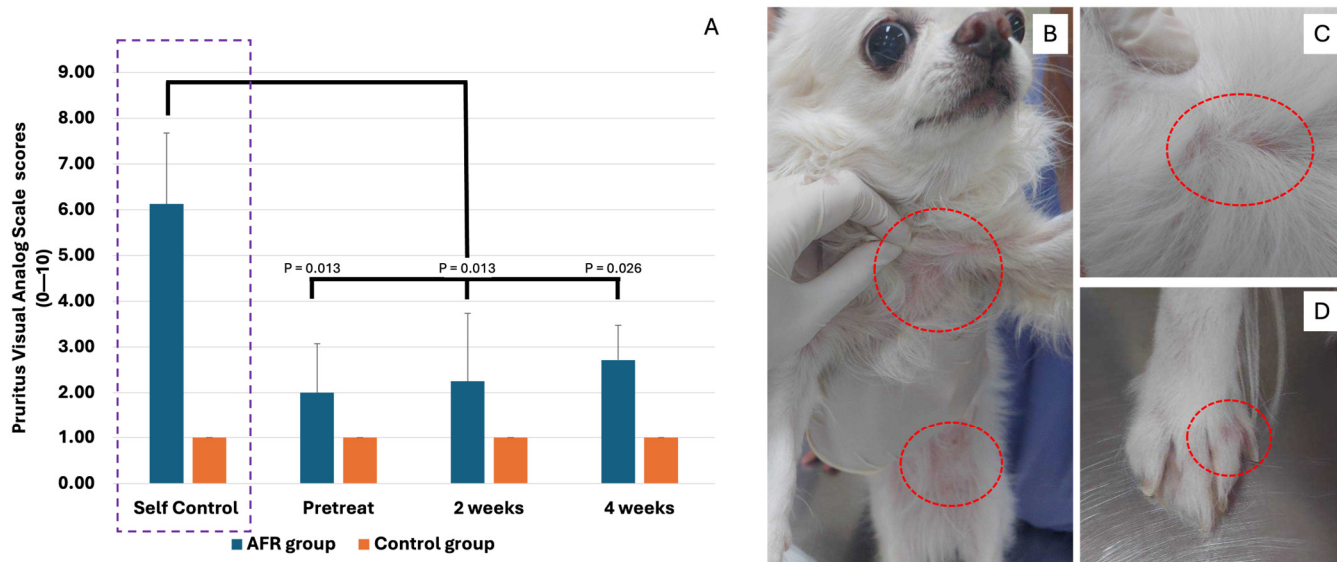 A
9.00
8.00
7.00
6.00
5.00
4.00
3.00
2.00
1.00
0.00
Pruritus Visual Analog Scale scores
(0—10)
P = 0.013
P = 0.013
P = 0.026
Self Control
Pretreat
2 weeks
4 weeks
AFR group
Control group
B
C
D